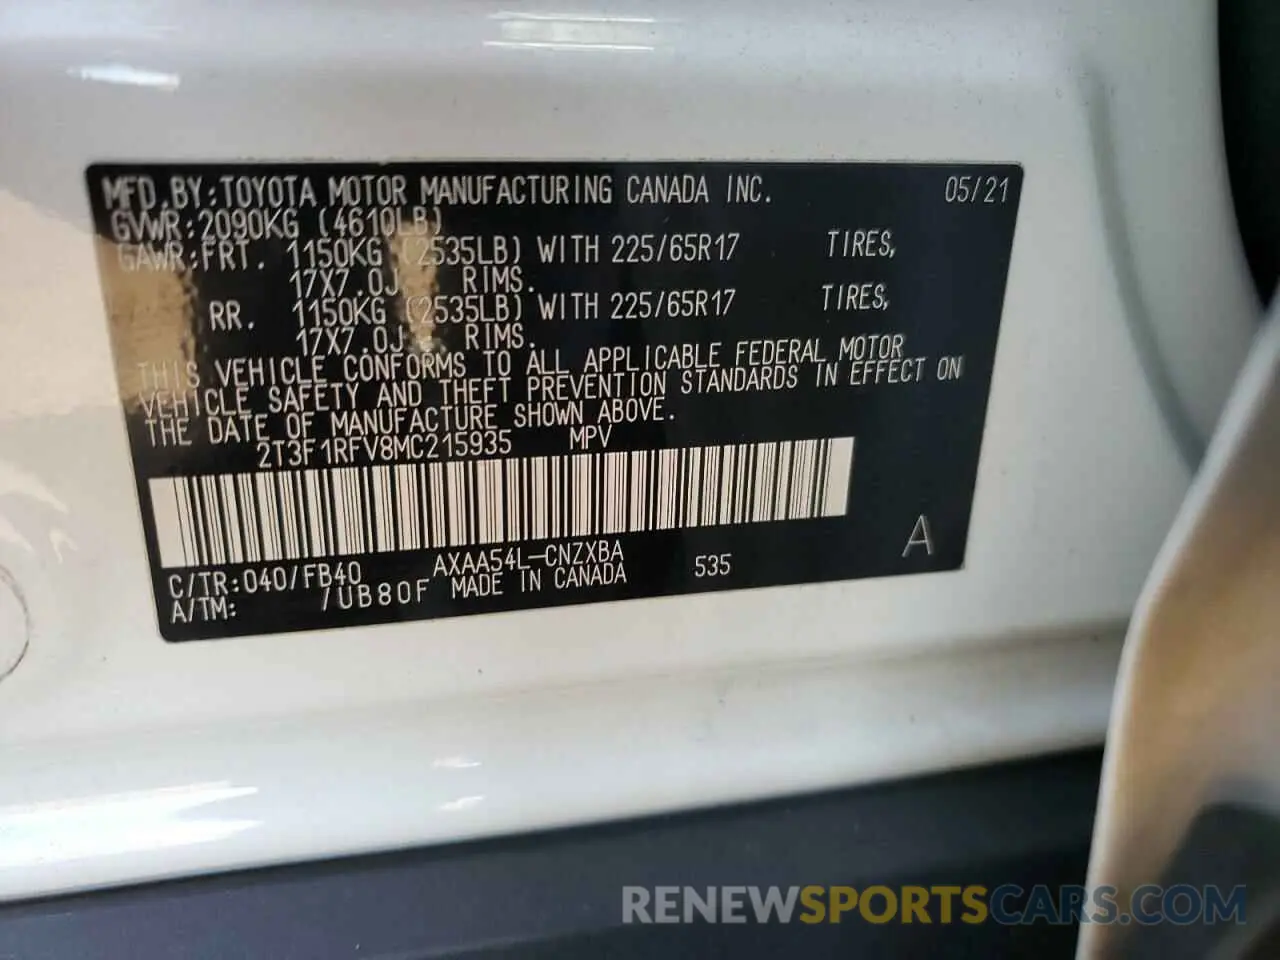 MFD.BY:TOYOTA MOTOR MANUFACTURING CANADA INC. 05/21
GVWR:2090KG (4610LB)
GAWR:FRT. 1150KG (2535LB) WITH 225/65R17 TIRES,
17X7.0J RIMS.
RR. 1150KG (2535LB) WITH 225/65R17 TIRES,
17X7.0J RIMS.
THIS VEHICLE CONFORMS TO ALL APPLICABLE FEDERAL MOTOR
VEHICLE SAFETY AND THEFT PREVENTION STANDARDS IN EFFECT ON
THE DATE OF MANUFACTURE SHOWN ABOVE.
2T3F1RFV8MC215935 MPV
A
C/TR:040/FB40 AXAA54L-CNZXBA 535
A/TM: /UB80F MADE IN CANADA
RENEWSPORTSCARS.COM